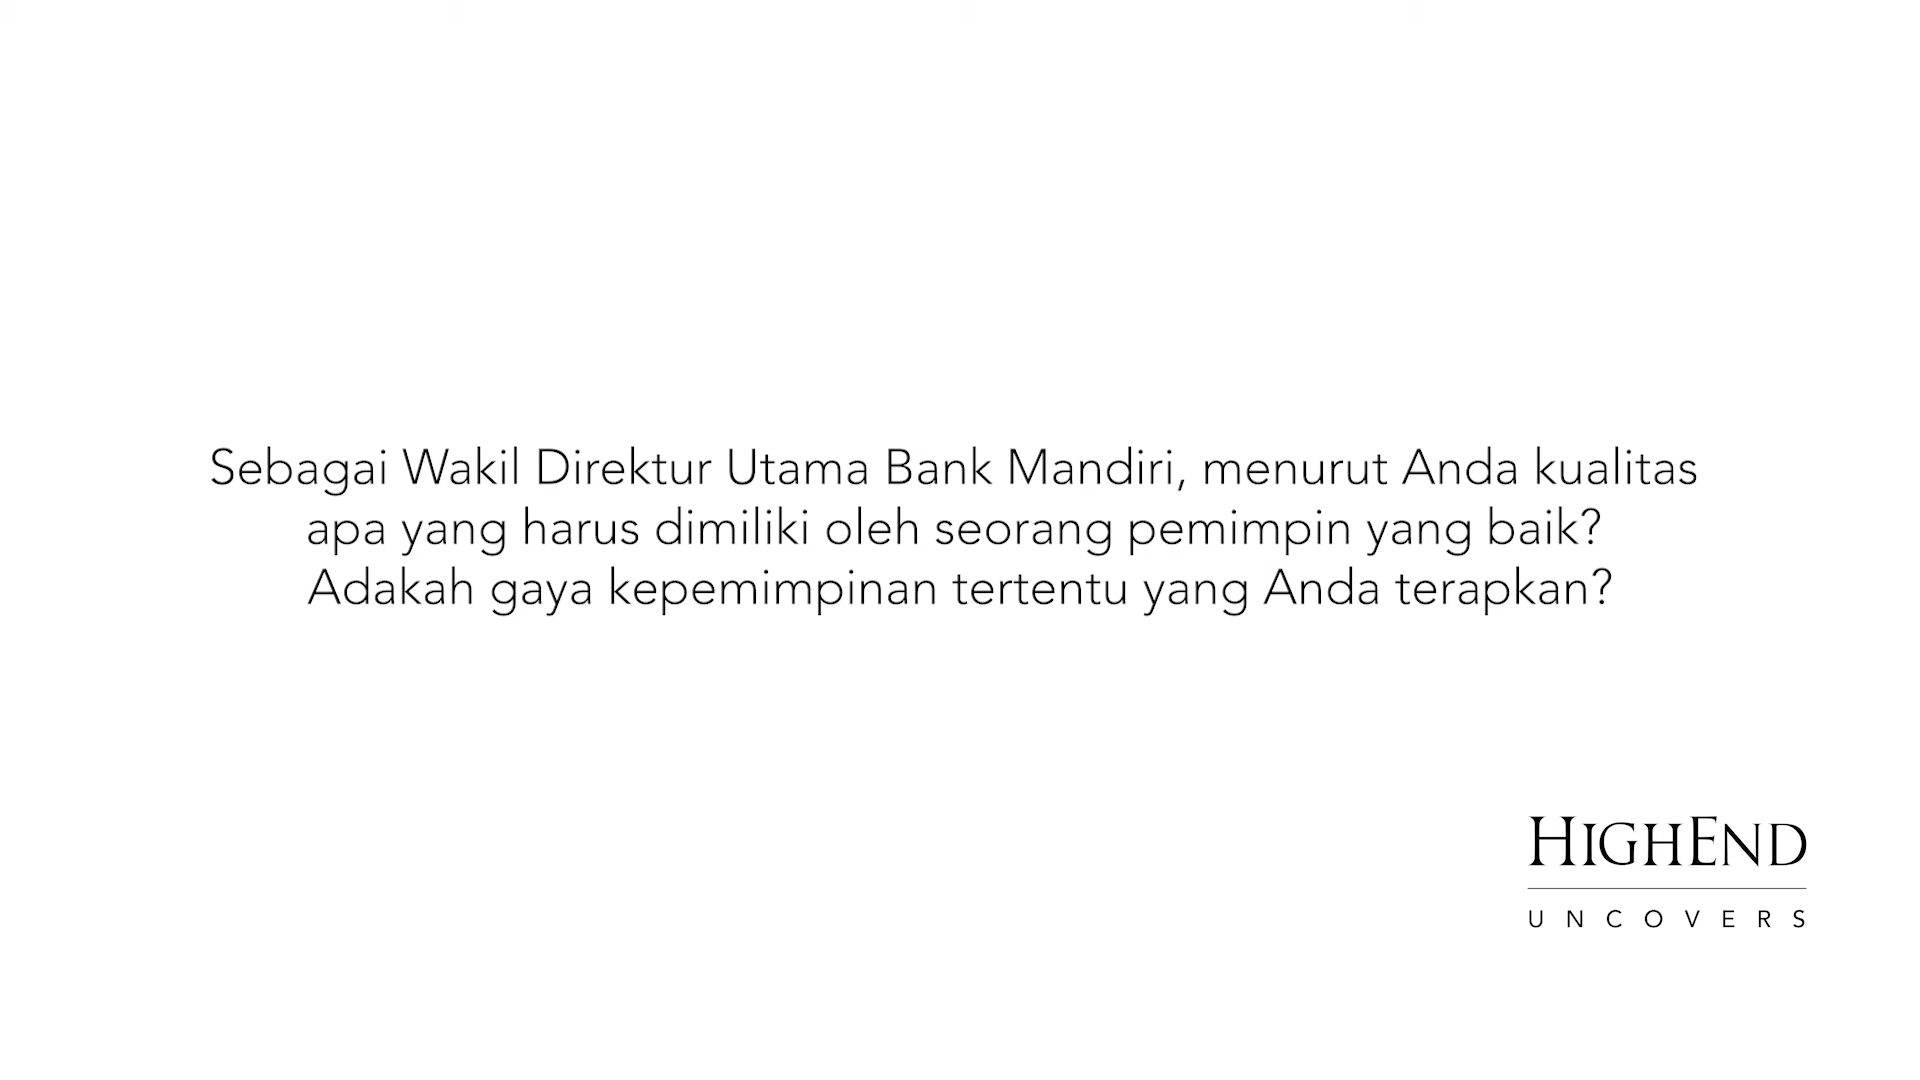 Sebagai Wakil Direktur Utama Bank Mandiri, menurut Anda kualitas
apa yang harus dimiliki oleh seorang pemimpin yang baik?
Adakah gaya kepemimpinan tertentu yang Anda terapkan?
HIGHEND
UNCOVERS